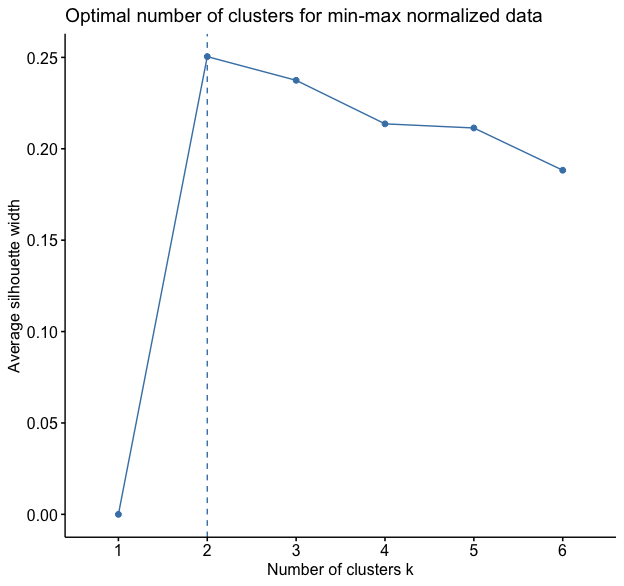 Optimal number of clusters for min-max normalized data
Average silhouette width
0.25
0.20
0.15
0.10
0.05
0.00
1 2 3 4 5 6
Number of clusters k